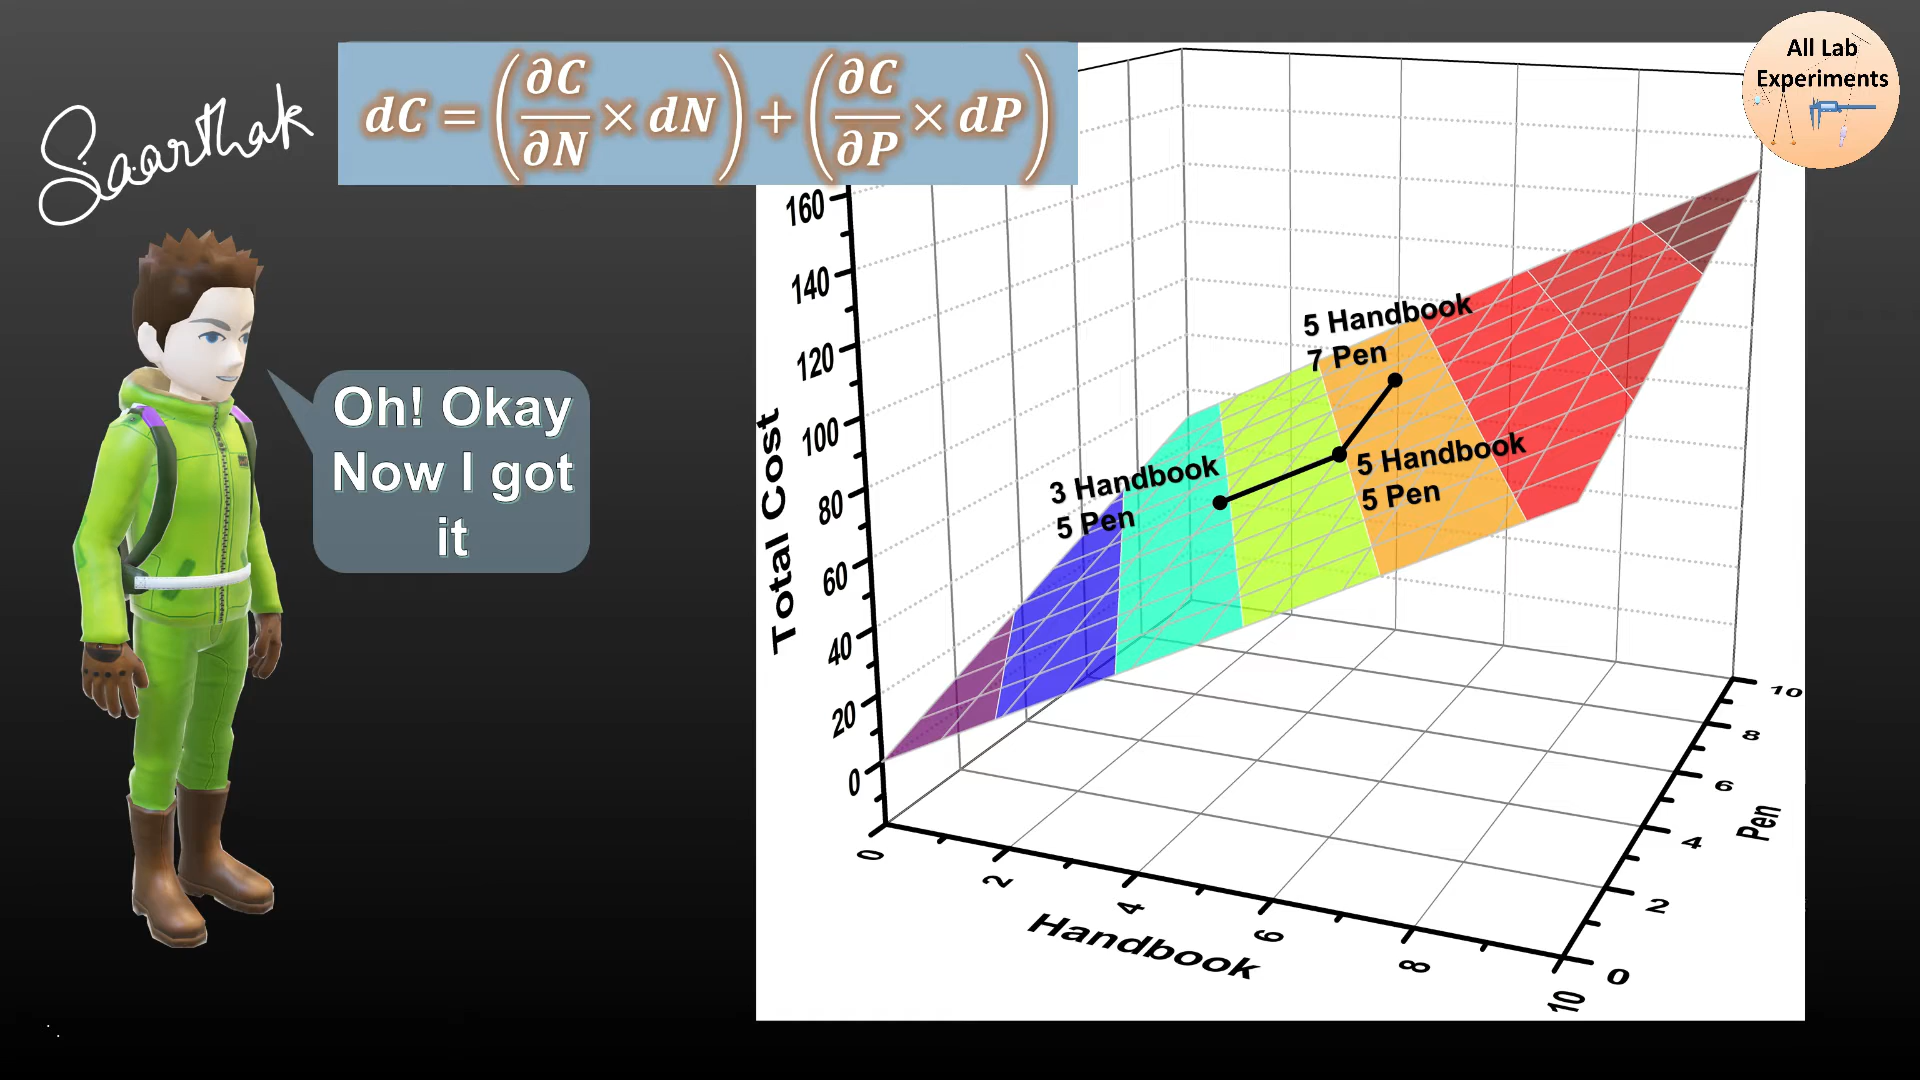 Saarthak
dC = (∂C/∂N × dN) + (∂C/∂P × dP)
All Lab
Experiments
Oh! Okay
Now I got
it
5 Handbook
7 Pen
3 Handbook
5 Pen
5 Handbook
5 Pen
Total Cost
160
140
120
100
80
60
40
20
0
Handbook
0
2
4
6
8
10
Pen
10
8
6
4
2
0